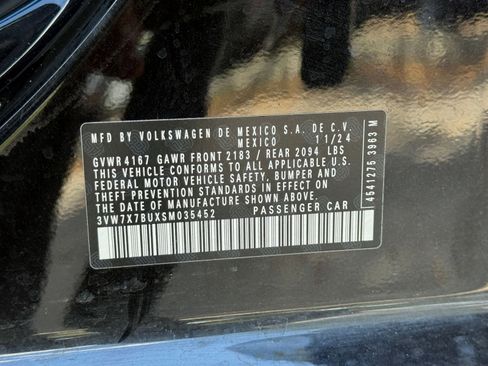 MFD BY VOLKSWAGEN DE MEXICO S.A. DE C.V.
MEXICO 11/24
GVWR4167 GAWR FRONT 2183 / REAR 2094 LBS
THIS VEHICLE CONFORMS TO ALL APPLICABLE U.S.
FEDERAL MOTOR VEHICLE SAFETY, BUMPER, AND
THEFT PREVENTION STANDARDS IN EFFECT ON THE
DATE OF MANUFACTURE SHOWN ABOVE.
3VW7X7BUXSM035452 PASSENGER CAR
4541275 3963 M